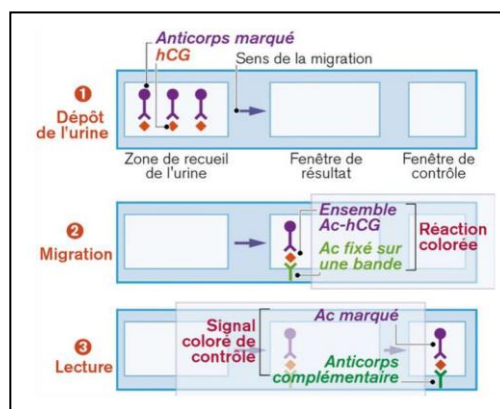 Anticorps marqué
hCG
Sens de la migration
1
Dépôt
de l'urine
Zone de recueil
de l'urine
Fenêtre de
résultat
Fenêtre de
contrôle
2
Migration
Ensemble
Ac-hCG
Ac fixé sur
une bande
Réaction
colorée
3
Lecture
Signal
coloré de
contrôle
Ac marqué
Anticorps
complémentaire